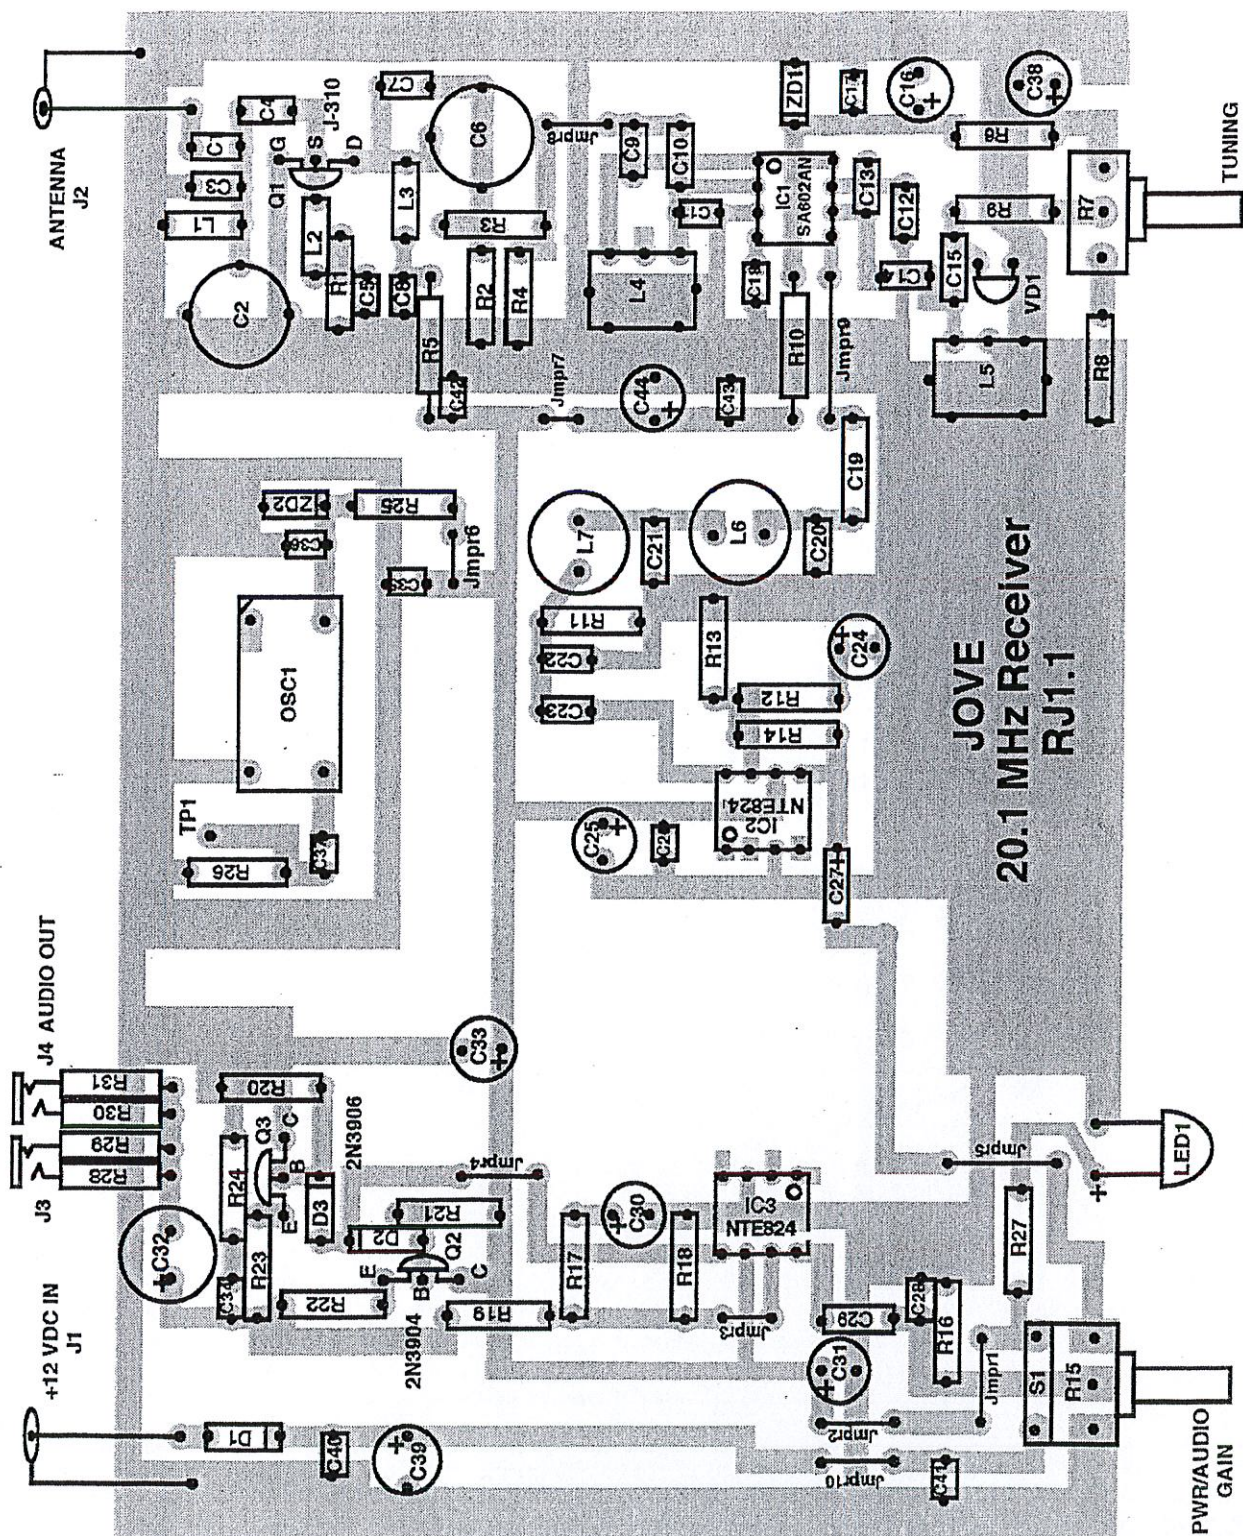 ANTENNA
J2
+12 VDC IN
J1
J3
J4 AUDIO OUT
TP1
C1
C3
C4
L1
C2
Q1
G
S
D
J-310
L2
R1
C5
C7
C6
L3
C8
R5
C42
R3
R2
R4
Jmpr7
C9
C10
C11
L4
IC1
SA602AN
ZD1
C17
C16
+
C38
+
C13
C12
C14
C15
C18
R10
Jmpr9
R9
R7
TUNING
VD1
L5
R8
C44
+
C43
C19
ZD2
C36
R25
C35
Jmpr6
OSC1
R26
C37
L7
C21
L6
C20
R11
C22
C23
R13
R12
R14
C24
+
NTE824
IC2
C25
+
C27
+
JOVE
20.1 MHz Receiver
RJ1.1
R31
R30
R29
R28
C32
+
R24
R23
R20
Q3
C
B
E
D3
2N3906
C33
+
R22
D2
R21
Q2
E
B
C
2N3904
R19
Jmpr4
R17
C30
+
R18
IC3
NTE824
Jmpr3
C29
C28
R16
C31
+
Jmpr1
Jmpr2
Jmpr10
C41
Jmpr5
R27
LED1
+
S1
R15
PWR/AUDIO
GAIN
D1
C40
C39
+